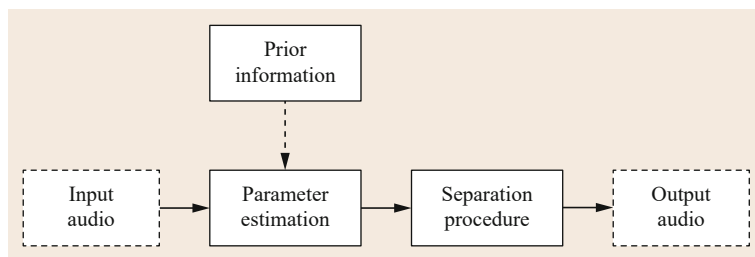 Prior
information
Input
audio
Parameter
estimation
Separation
procedure
Output
audio